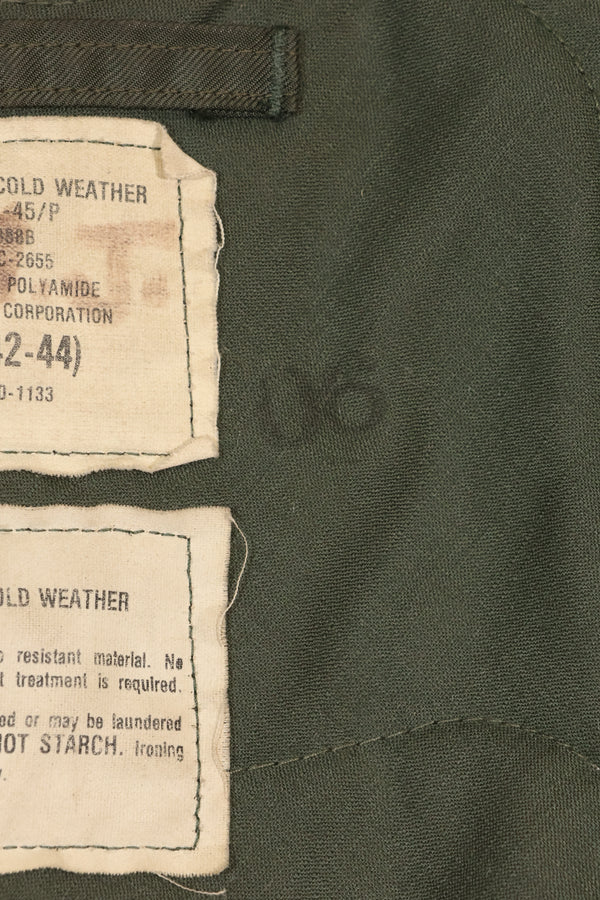 COLD WEATHER
-45/P
388B
C-2655
POLYAMIDE
CORPORATION
-2-44)
0-1133
OLD WEATHER
resistant material. No
t treatment is required.
ed or may be laundered
NOT STARCH. Ironing